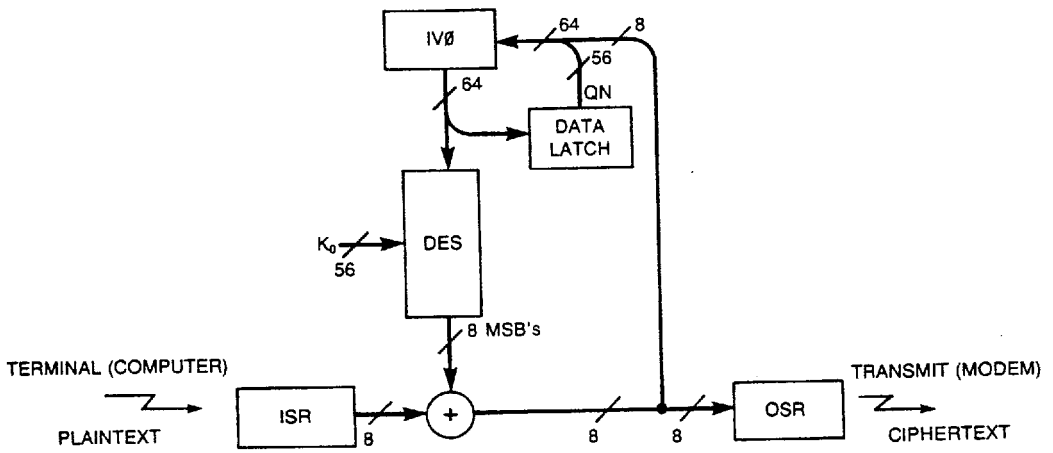 64
8
IVØ
56
64
QN
DATA
LATCH
K₀
56
DES
8 MSB's
TERMINAL (COMPUTER)
TRANSMIT (MODEM)
ISR
+
OSR
8
8
8
PLAINTEXT
CIPHERTEXT